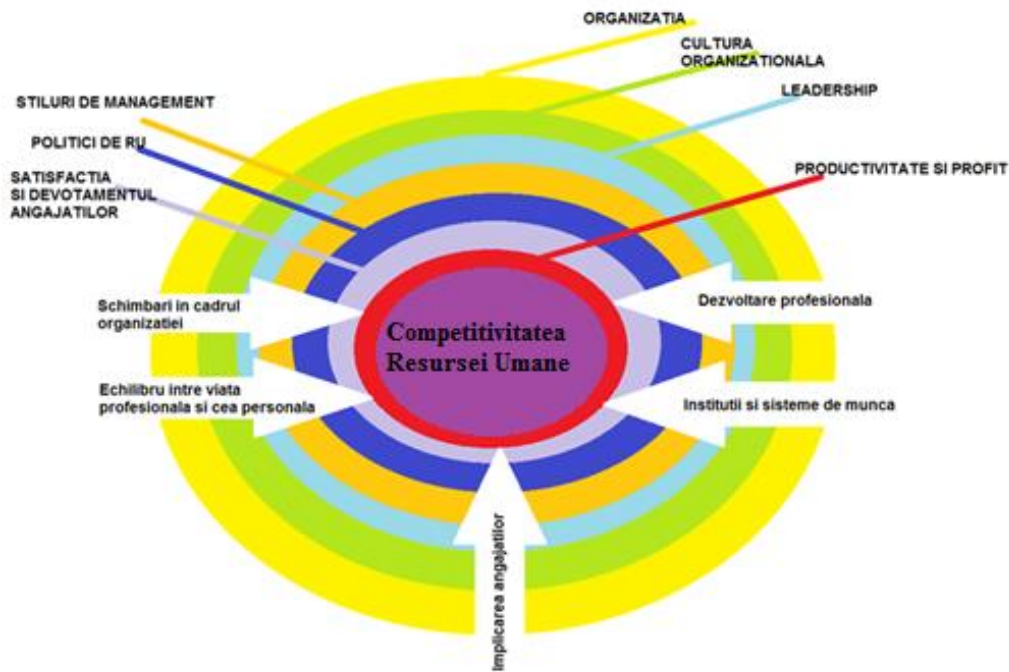 ORGANIZATIA
CULTURA
ORGANIZATIONALA
LEADERSHIP
STILURI DE MANAGEMENT
POLITICI DE RU
SATISFACTIA
SI DEVOTAMENTUL
ANGAJATILOR
PRODUCTIVITATE SI PROFIT
Schimbari in cadrul
organizatiei
Dezvoltare profesionala
Competitivitatea
Resursei Umane
Echilibru intre viata
profesionala si cea personala
Institutii si sisteme de munca
Implicarea angajatilor